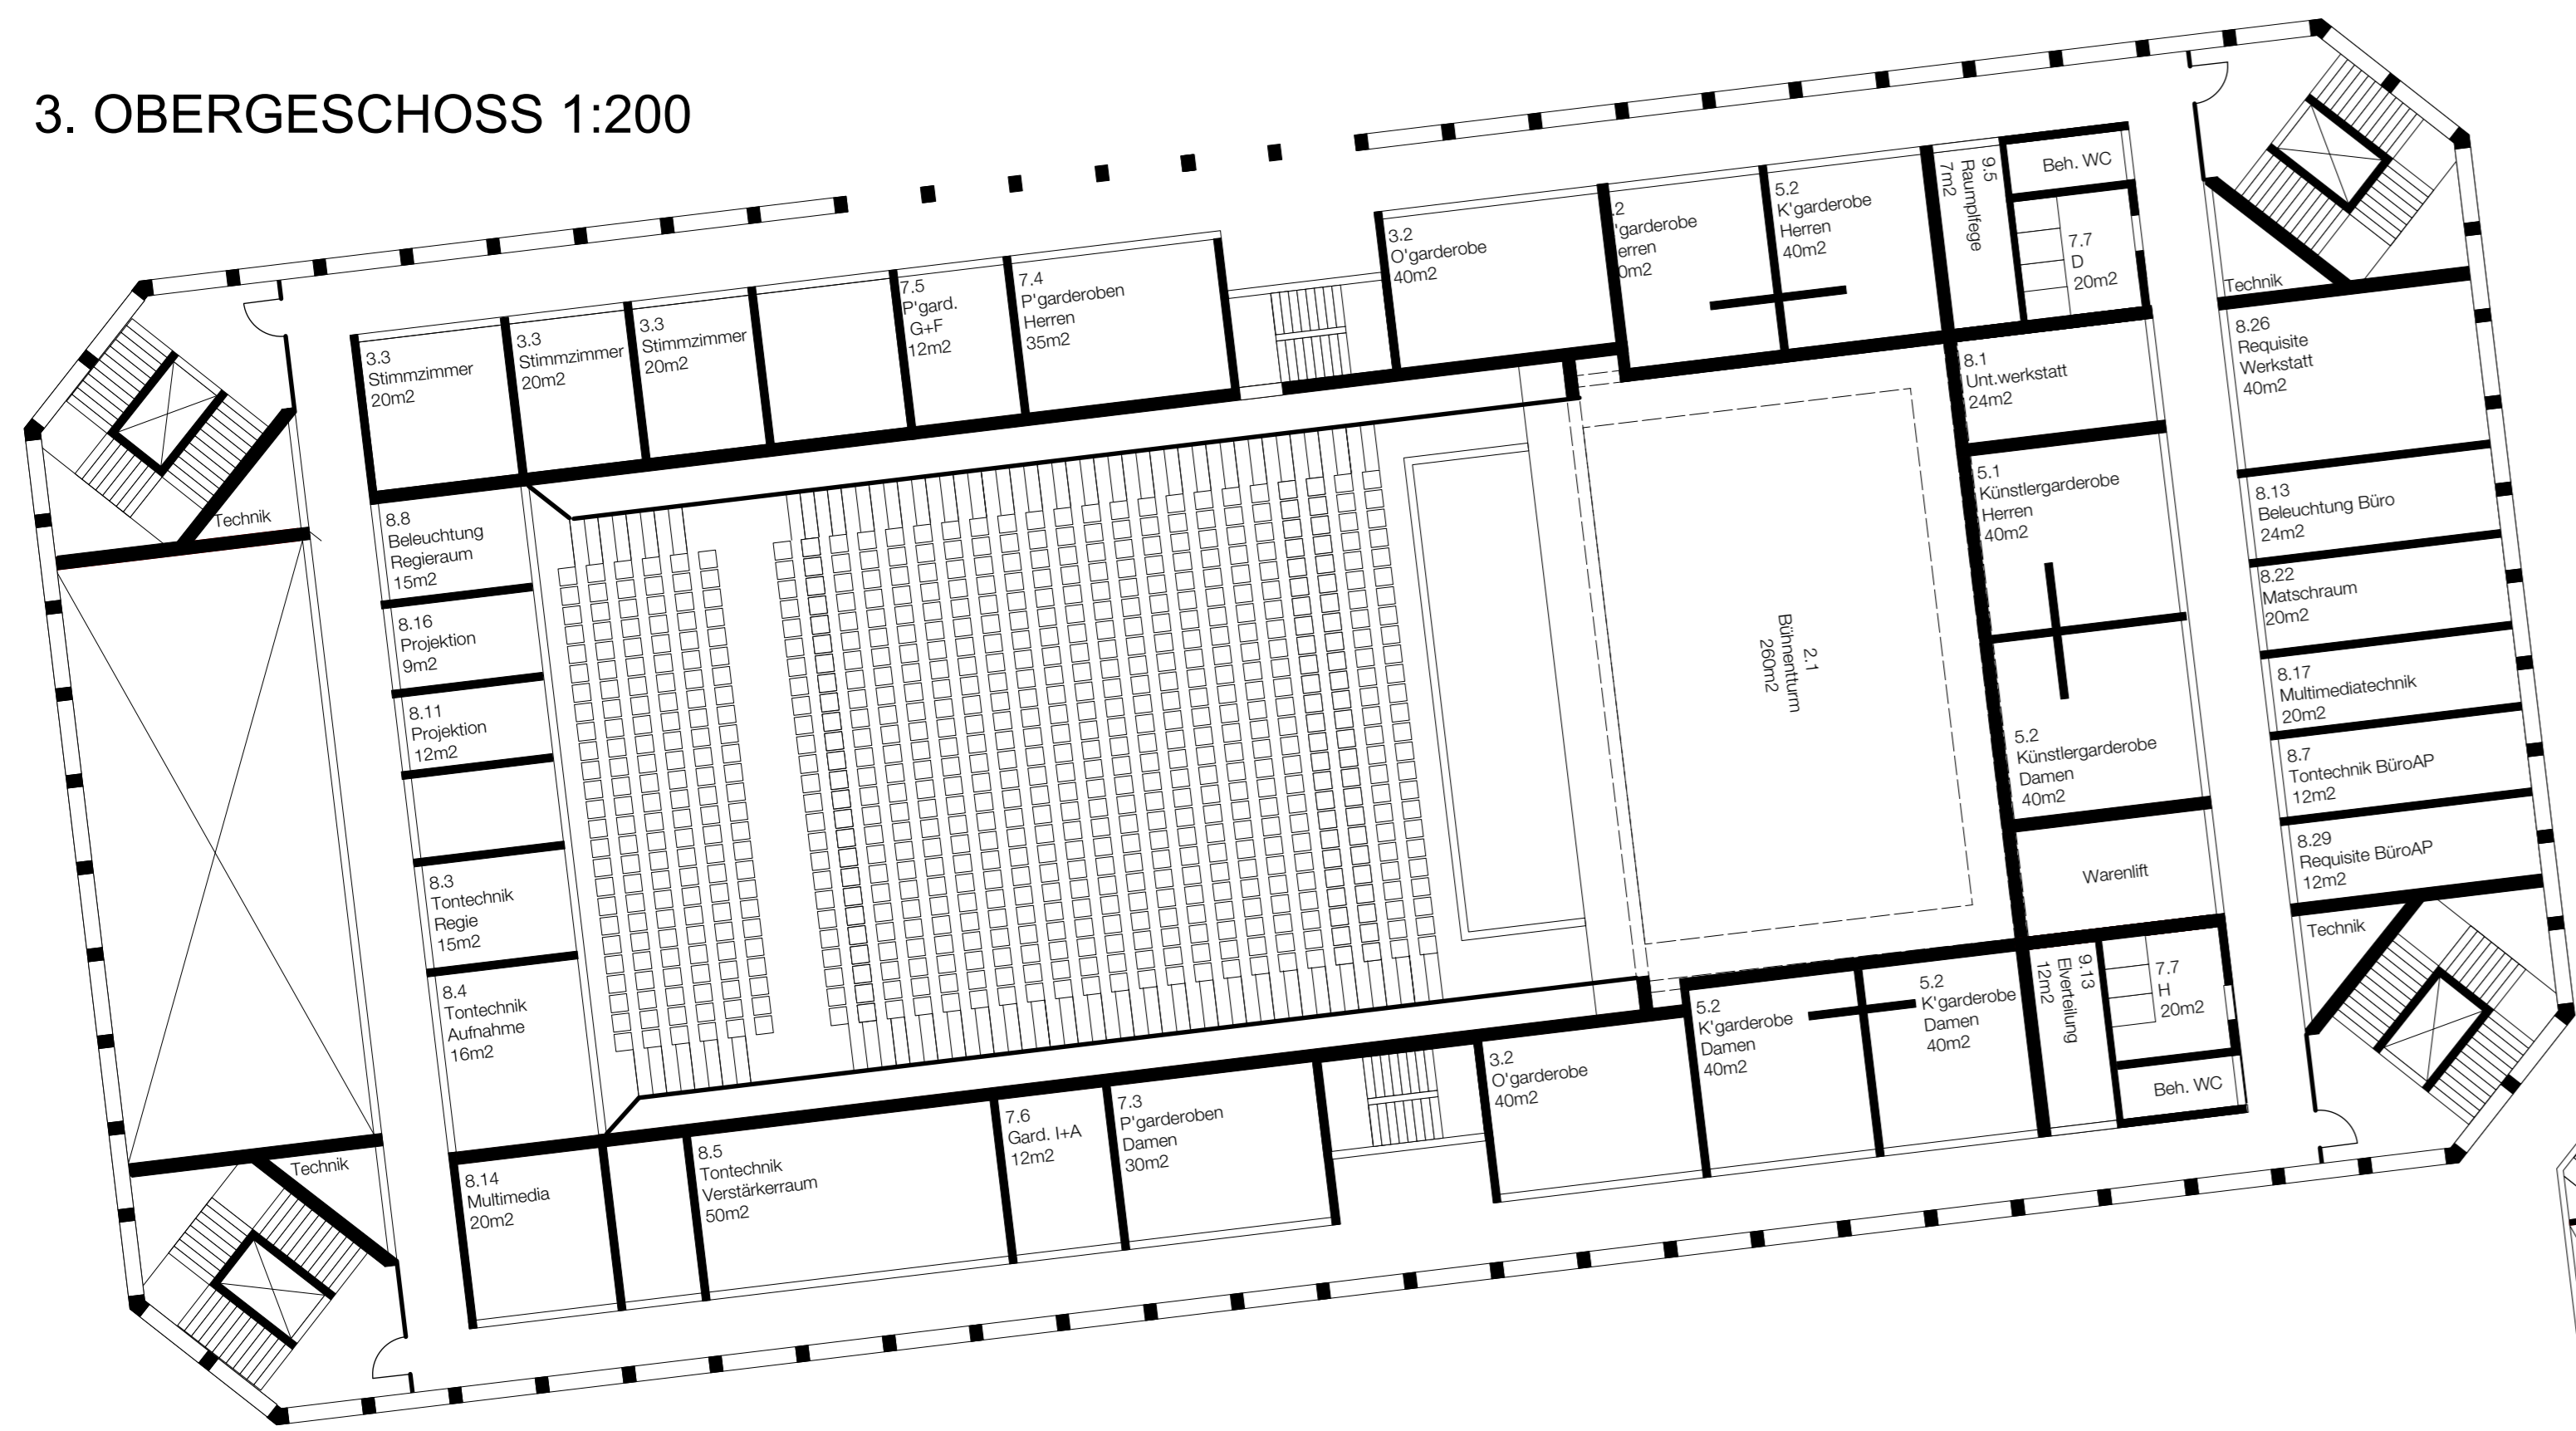 3. OBERGESCHOSS 1:200
3.3
Stimmzimmer
20m2
3.3
Stimmzimmer
20m2
3.3
Stimmzimmer
20m2
7.5
P'gard.
G+F
12m2
7.4
P'garderoben
Herren
35m2
3.2
O'garderobe
40m2
.2
'garderobe
erren
0m2
5.2
K'garderobe
Herren
40m2
9.5
Raumpflege
7m2
Beh. WC
7.7
D
20m2
Technik
8.26
Requisite
Werkstatt
40m2
8.13
Beleuchtung Büro
24m2
8.22
Matschraum
20m2
8.17
Multimediatechnik
20m2
8.7
Tontechnik BüroAP
12m2
8.29
Requisite BüroAP
12m2
Technik
8.1
Unt.werkstatt
24m2
5.1
Künstlergarderobe
Herren
40m2
5.2
Künstlergarderobe
Damen
40m2
Warenlift
2.1
Bühnentturm
260m2
Technik
8.8
Beleuchtung
Regieraum
15m2
8.16
Projektion
9m2
8.11
Projektion
12m2
8.3
Tontechnik
Regie
15m2
8.4
Tontechnik
Aufnahme
16m2
Technik
8.14
Multimedia
20m2
8.5
Tontechnik
Verstärkerraum
50m2
7.6
Gard. I+A
12m2
7.3
P'garderoben
Damen
30m2
3.2
O'garderobe
40m2
5.2
K'garderobe
Damen
40m2
5.2
K'garderobe
Damen
40m2
9.13
Elverteilung
12m2
7.7
H
20m2
Beh. WC